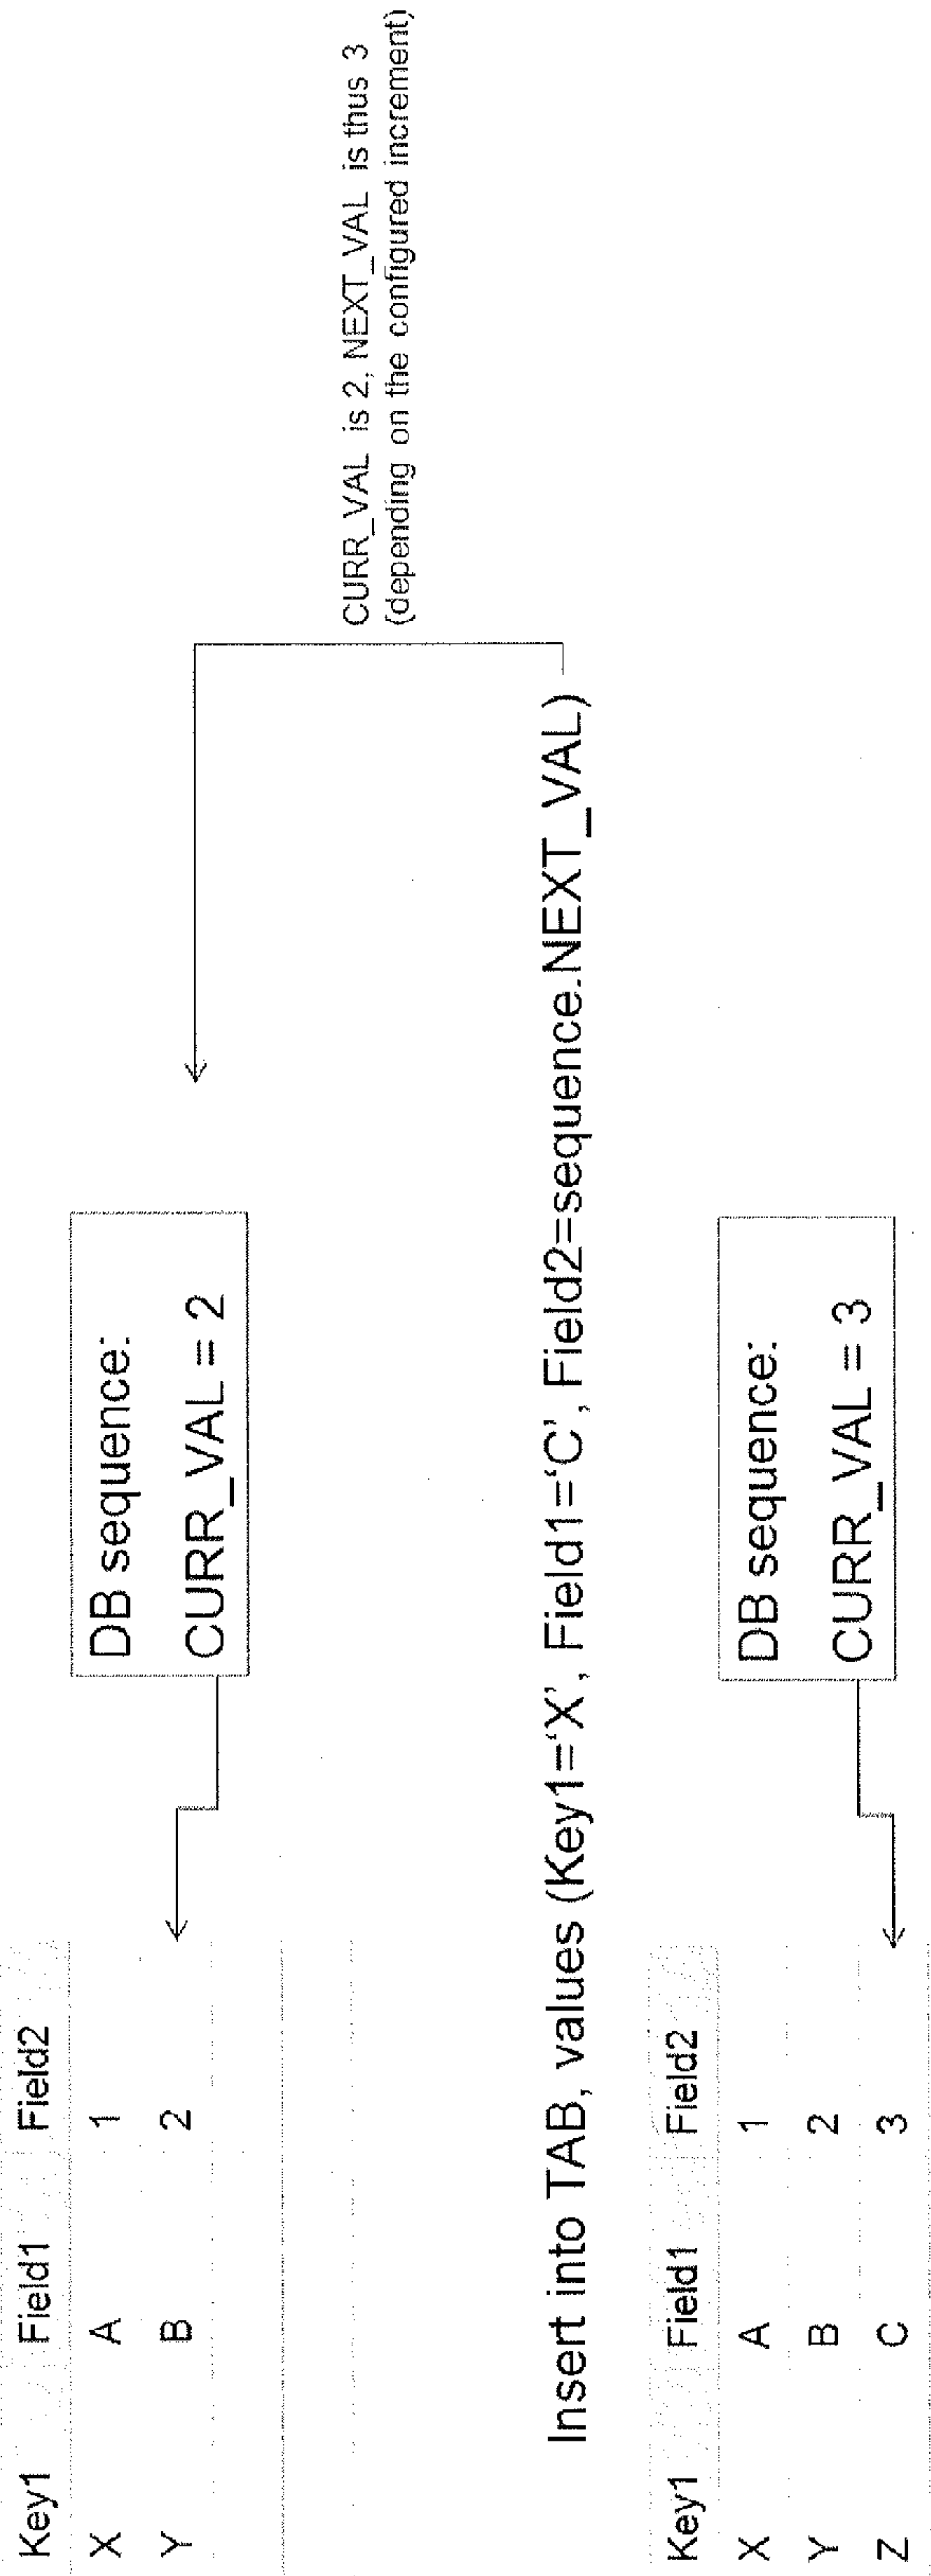 Key1 Field1 Field2
X A 1
Y B 2
DB sequence:
CURR_VAL = 2
CURR_VAL is 2, NEXT_VAL is thus 3
(depending on the configured increment)
Insert into TAB, values (Key1=‘X’, Field1=‘C’, Field2=sequence.NEXT_VAL)
Key1 Field1 Field2
X A 1
Y B 2
Z C 3
DB sequence:
CURR_VAL = 3